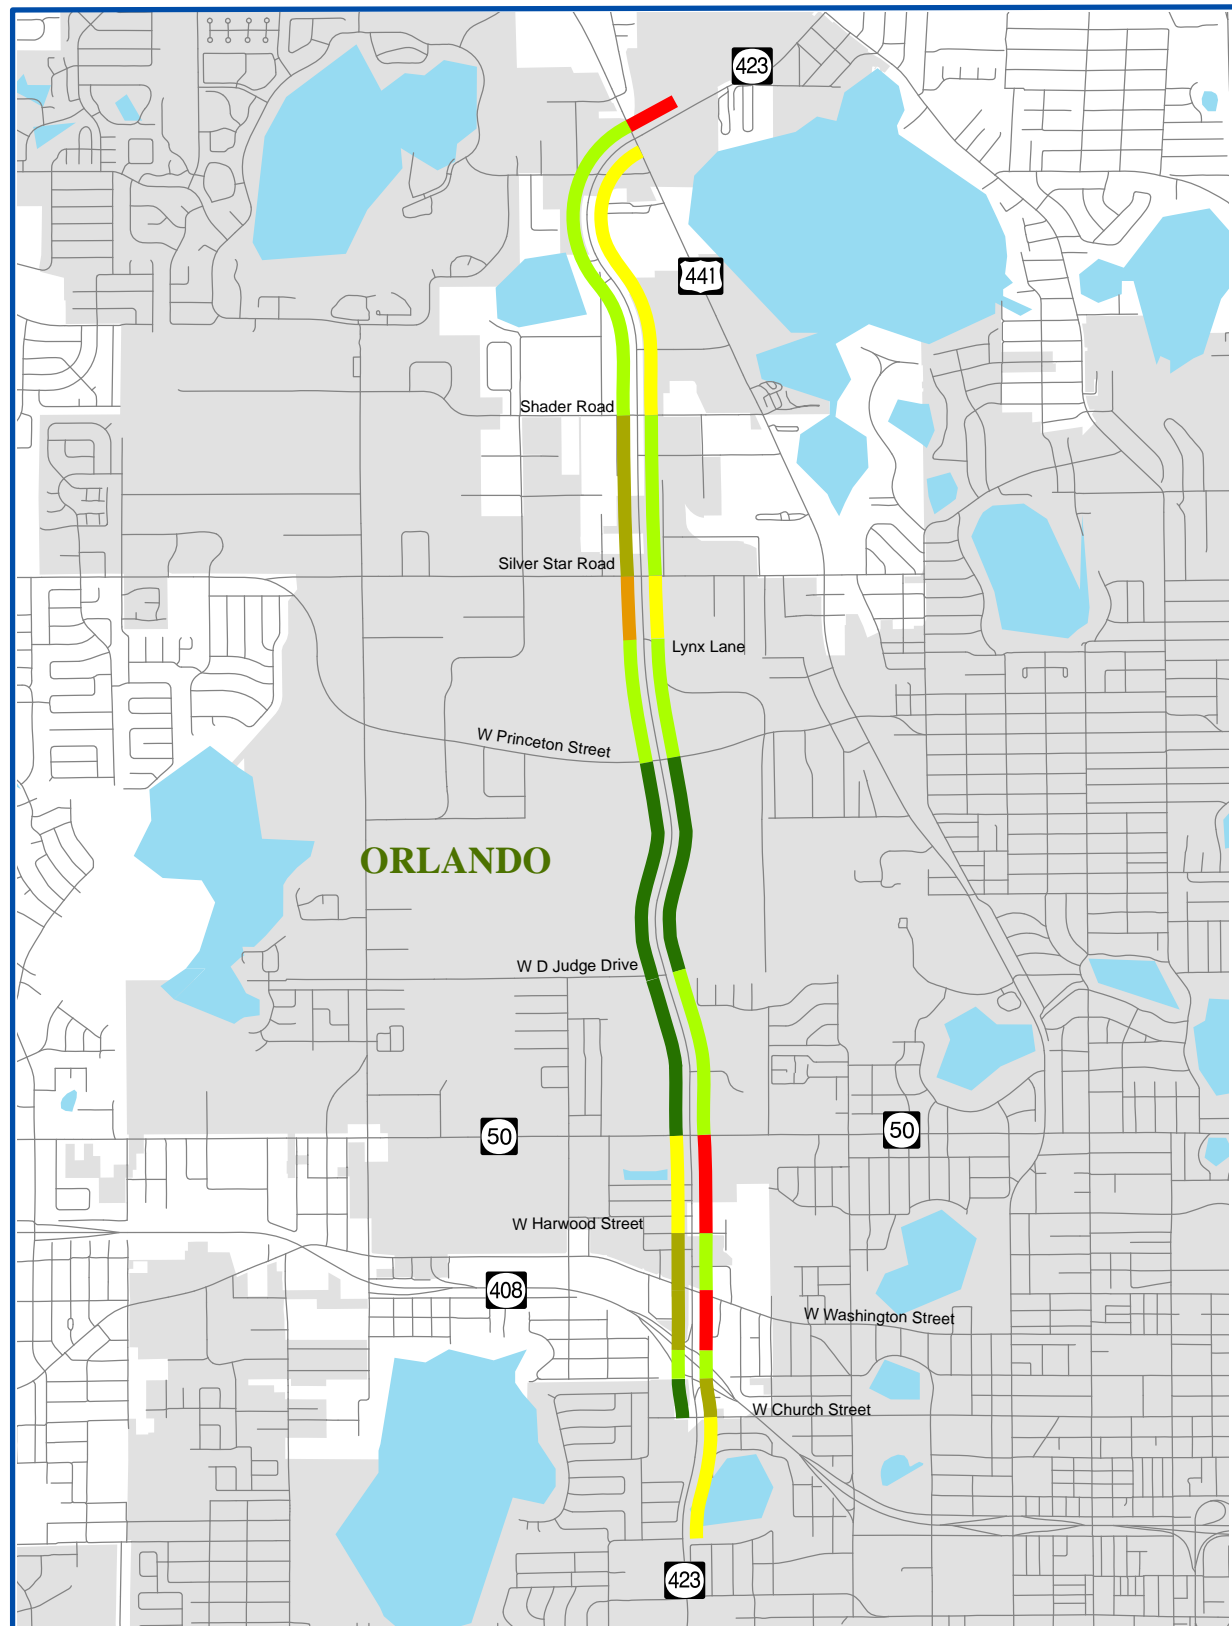 423
441
Shader Road
Silver Star Road
Lynx Lane
W Princeton Street
ORLANDO
W D Judge Drive
50
50
W Harwood Street
408
W Washington Street
W Church Street
423